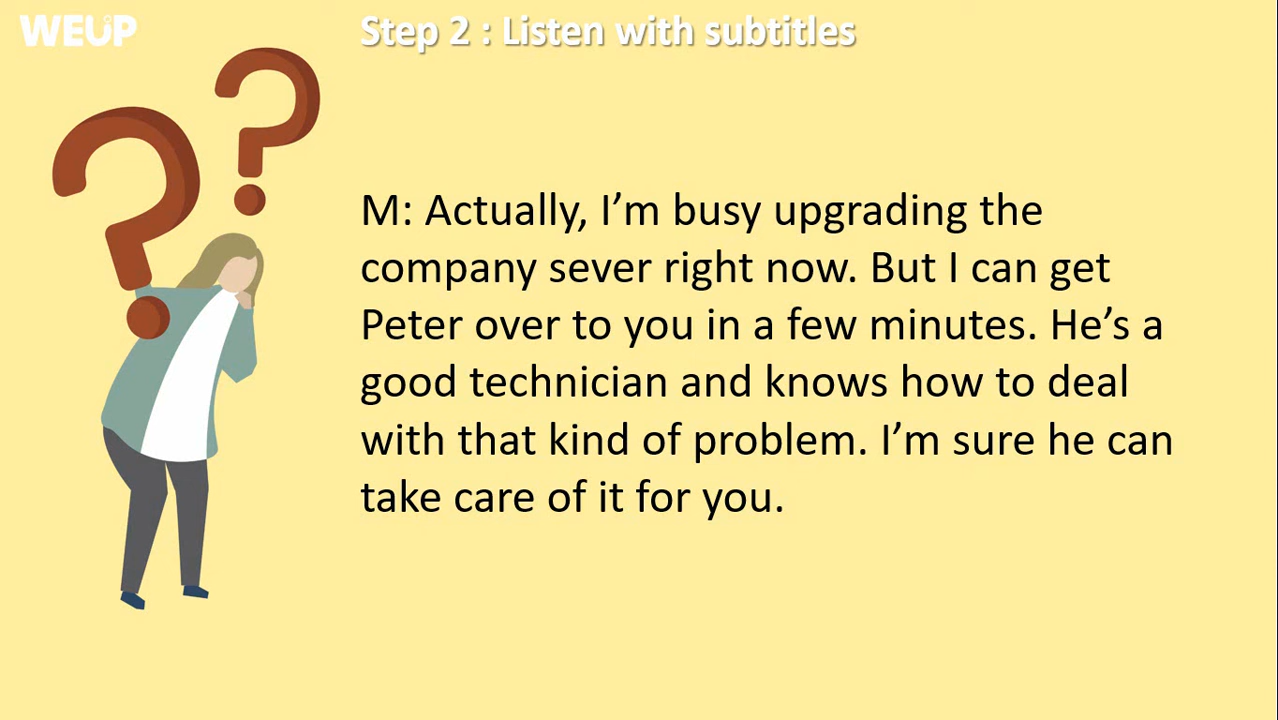 WEUP
Step 2 : Listen with subtitles
M: Actually, I’m busy upgrading the
company sever right now. But I can get
Peter over to you in a few minutes. He’s a
good technician and knows how to deal
with that kind of problem. I’m sure he can
take care of it for you.